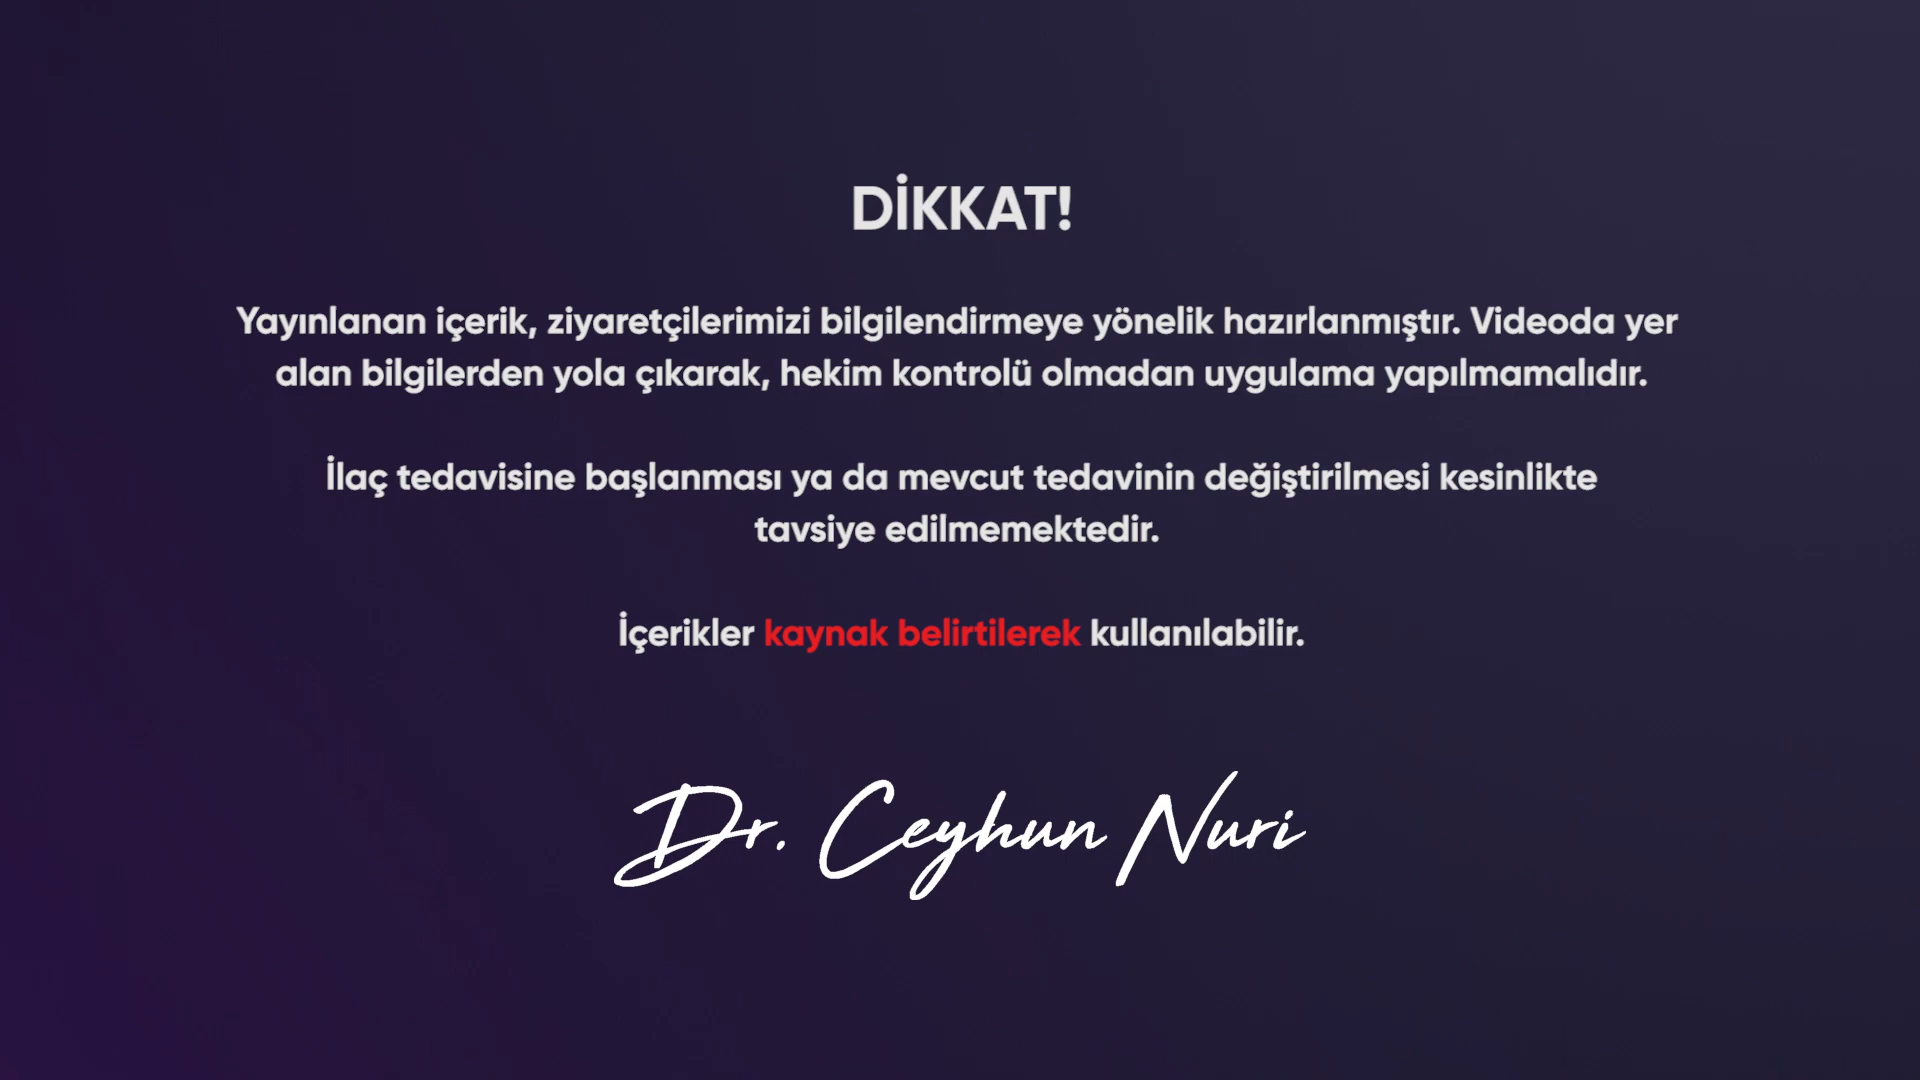 DİKKAT!
Yayınlanan içerik, ziyaretçilerimizi bilgilendirmeye yönelik hazırlanmıştır. Videoda yer
alan bilgilerden yola çıkarak, hekim kontrolü olmadan uygulama yapılmamalıdır.
İlaç tedavisine başlanması ya da mevcut tedavinin değiştirilmesi kesinlikte
tavsiye edilmemektedir.
İçerikler kaynak belirtilerek kullanılabilir.
Dr. Ceyhun Nuri